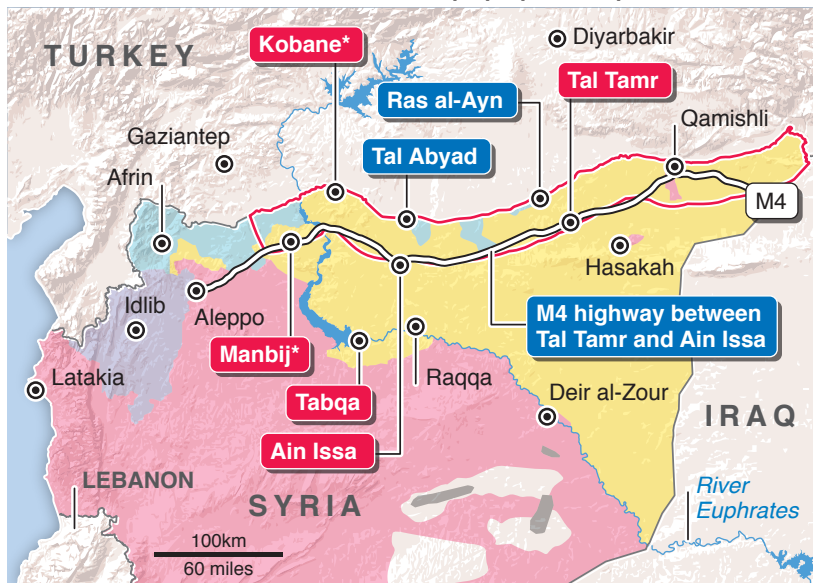 TURKEY
Kobane*
Diyarbakir
Tal Tamr
Ras al-Ayn
Qamishli
Gaziantep
Tal Abyad
Afrin
M4
Hasakah
Idlib
Aleppo
M4 highway between
Tal Tamr and Ain Issa
Manbij*
Latakia
Raqqa
Tabqa
Deir al-Zour
IRAQ
Ain Issa
LEBANON
SYRIA
River
Euphrates
100km
60 miles